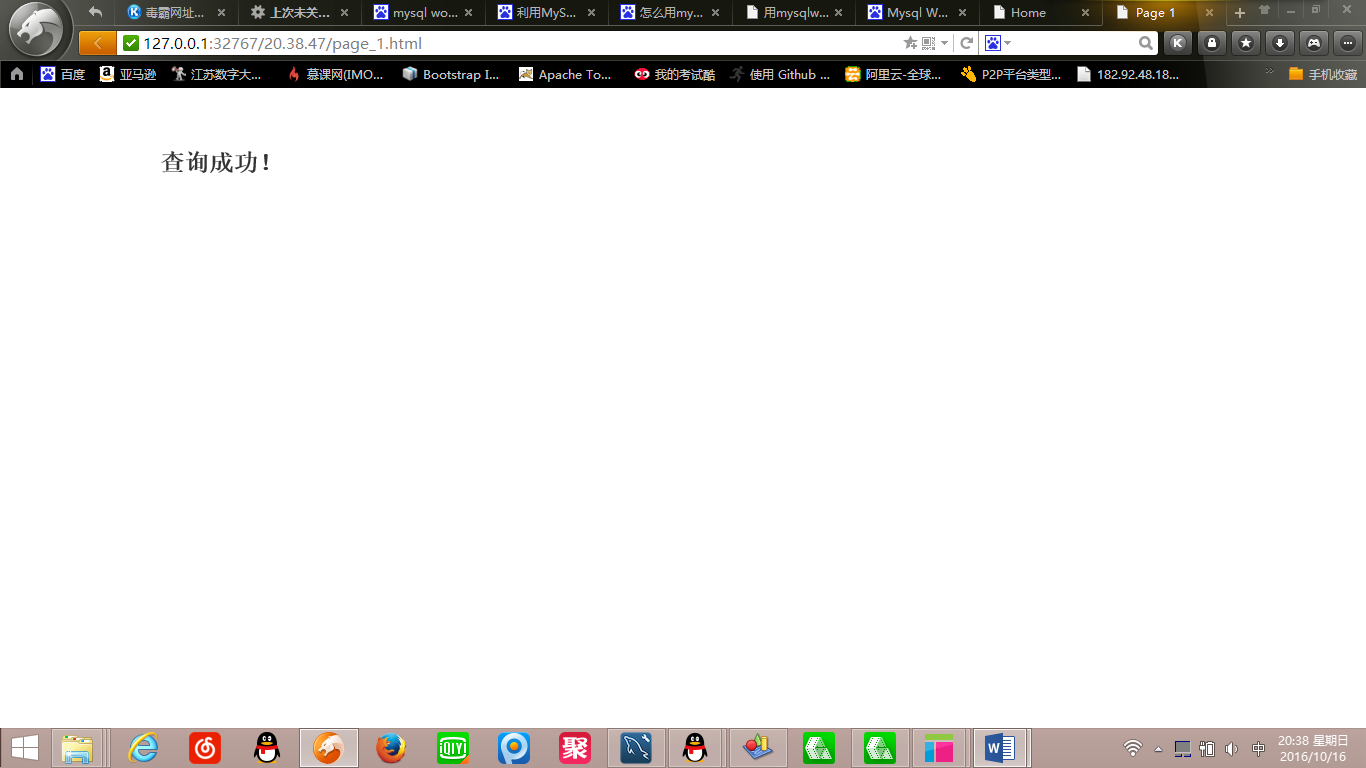 毒霸网址... 上次未关... mysql wo... 利用MyS... 怎么用my... 用mysqlw... Mysql W... Home Page 1
127.0.0.1:32767/20.38.47/page_1.html
百度 亚马逊 江苏数字大... 慕课网(IMO... Bootstrap I... Apache To... 我的考试酷 使用 Github ... 阿里云-全球... P2P平台类型... 182.92.48.18... 手机收藏
查询成功！
QIYI 聚 中 20:38 星期日
2016/10/16